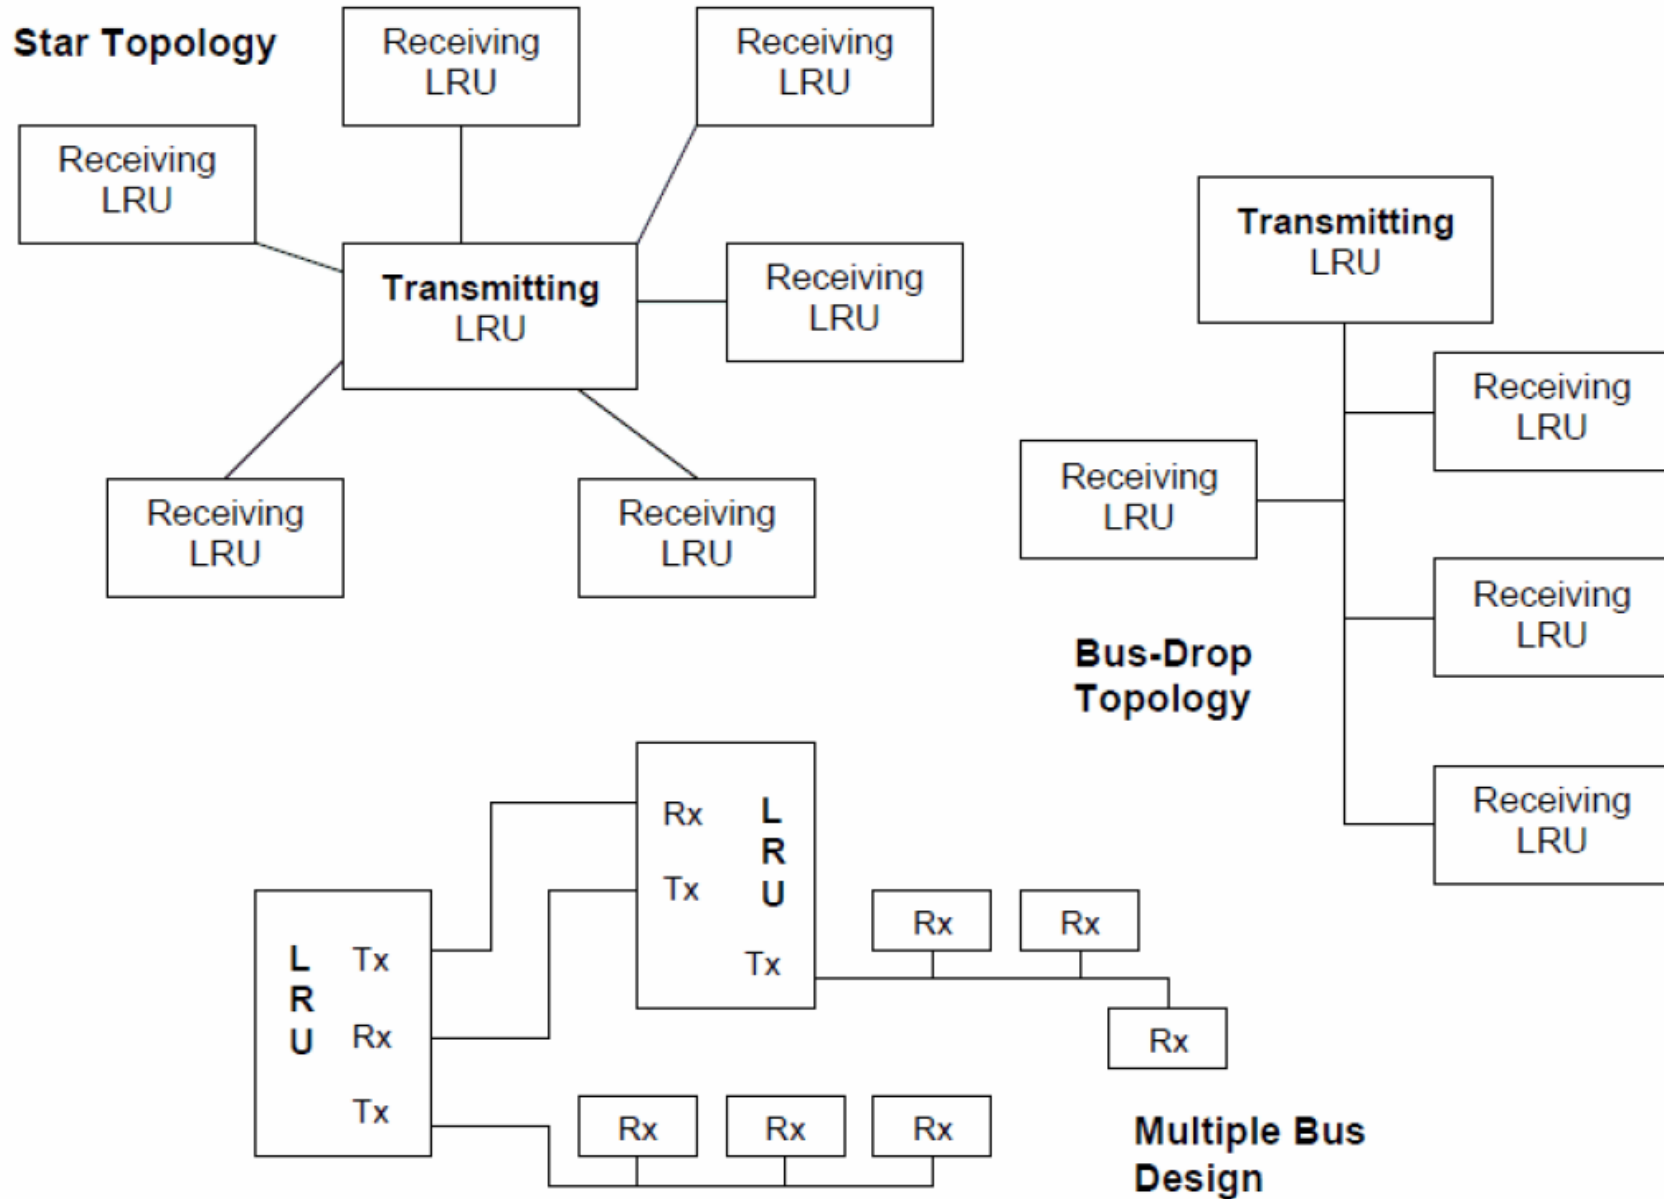 Star Topology
Receiving
LRU
Receiving
LRU
Receiving
LRU
Transmitting
LRU
Receiving
LRU
Receiving
LRU
Receiving
LRU
Transmitting
LRU
Receiving
LRU
Receiving
LRU
Receiving
LRU
Receiving
LRU
Bus-Drop
Topology
Rx
Tx
Tx
L
R
U
Rx
Rx
Rx
L
R
U
Tx
Rx
Tx
Rx
Rx
Rx
Multiple Bus
Design